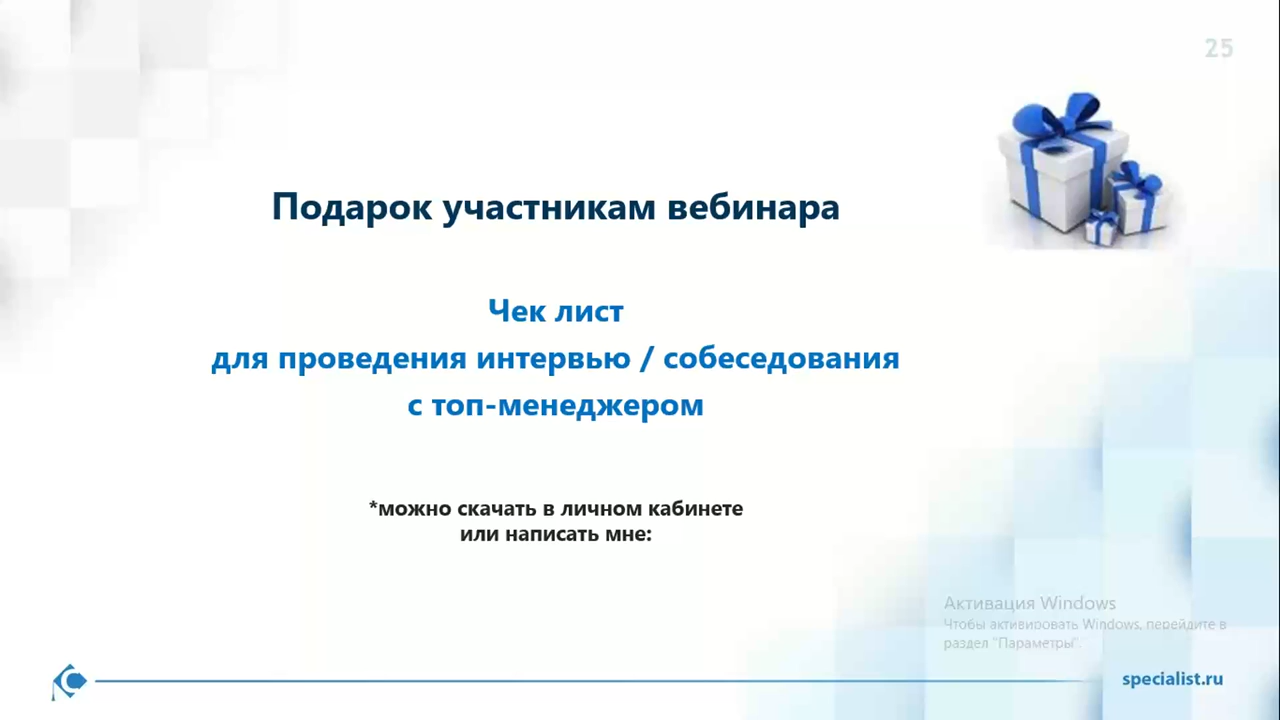 25
Подарок участникам вебинара
Чек лист
для проведения интервью / собеседования
с топ-менеджером
*можно скачать в личном кабинете
или написать мне:
Активация Windows
Чтобы активировать Windows, перейдите в
раздел "Параметры".
specialist.ru